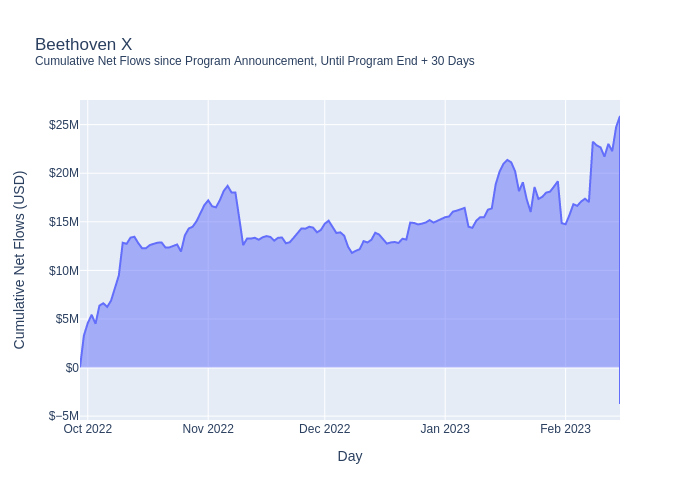 Beethoven X
Cumulative Net Flows since Program Announcement, Until Program End + 30 Days
Cumulative Net Flows (USD)
$25M
$20M
$15M
$10M
$5M
$0
$−5M
Oct 2022
Nov 2022
Dec 2022
Jan 2023
Feb 2023
Day